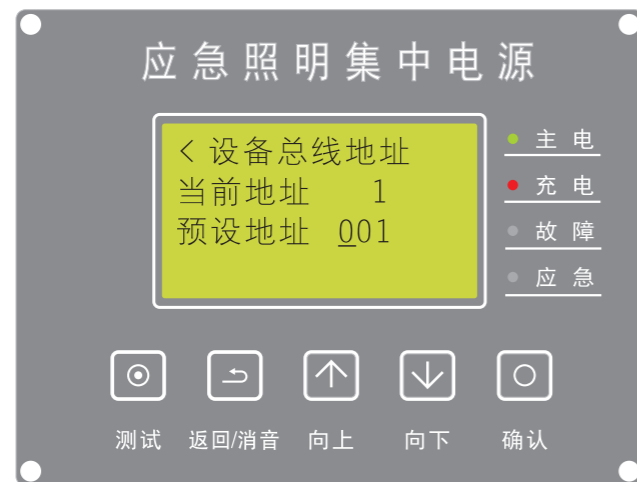 应急照明集中电源
< 设备总线地址
当前地址 1
预设地址 001
主电
充电
故障
应急
测试 返回/消音 向上 向下 确认